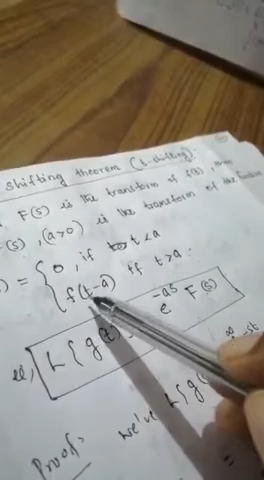 shifting theorem (t-shifting):
F(s) is the transform of f(t), then
F(s), (a>0) is the transform of the function
) = { 0, if t<a
f(t-a) if t>a.
ie, L{g(t) e^{-as} F(s)
Proof: we've L{g(